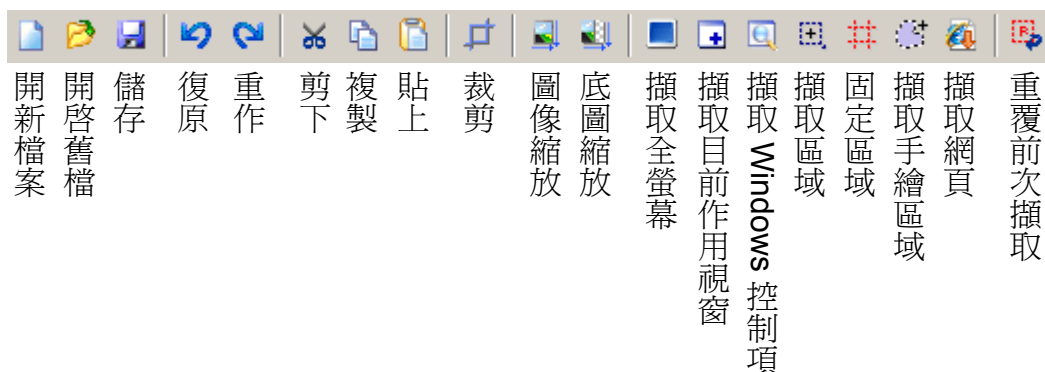 開新檔案
開啓舊檔
儲存
復原
重作
剪下
複製
貼上
裁剪
圖像縮放
底圖縮放
擷取全螢幕
擷取目前作用視窗
擷取 Windows 控制項
擷取區域
固定區域
擷取手繪區域
擷取網頁
重覆前次擷取